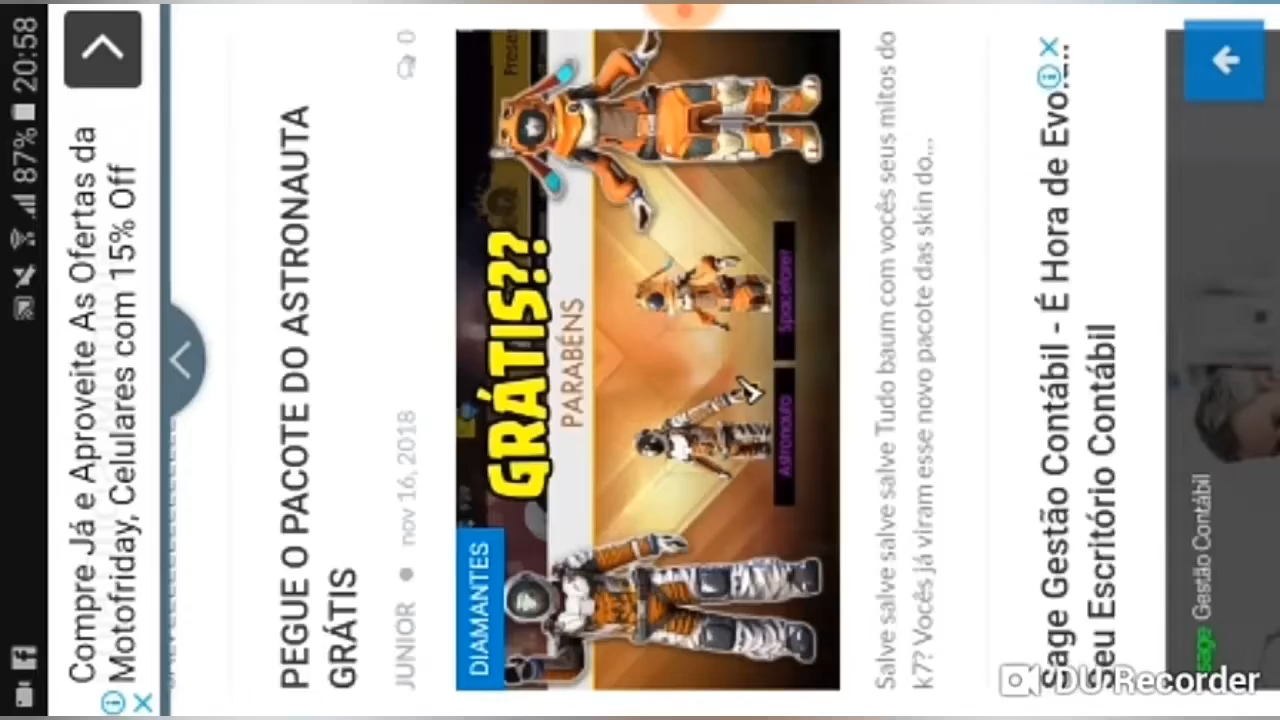 87% 20:58
Compre Já e Aproveite As Ofertas da
Motofriday, Celulares com 15% Off
PEGUE O PACOTE DO ASTRONAUTA
GRÁTIS
JUNIOR • nov 16, 2018 0
GRÁTIS??
PARABÉNS
Astronauta
DIAMANTES
Salve salve salve salve Tudo baum com vocês seus mitos do
k7? Vocês já viram esse novo pacote das skin do...
Sage Gestão Contábil - É Hora de Evo...
Seu Escritório Contábil
sage Gestão Contábil
DU Recorder